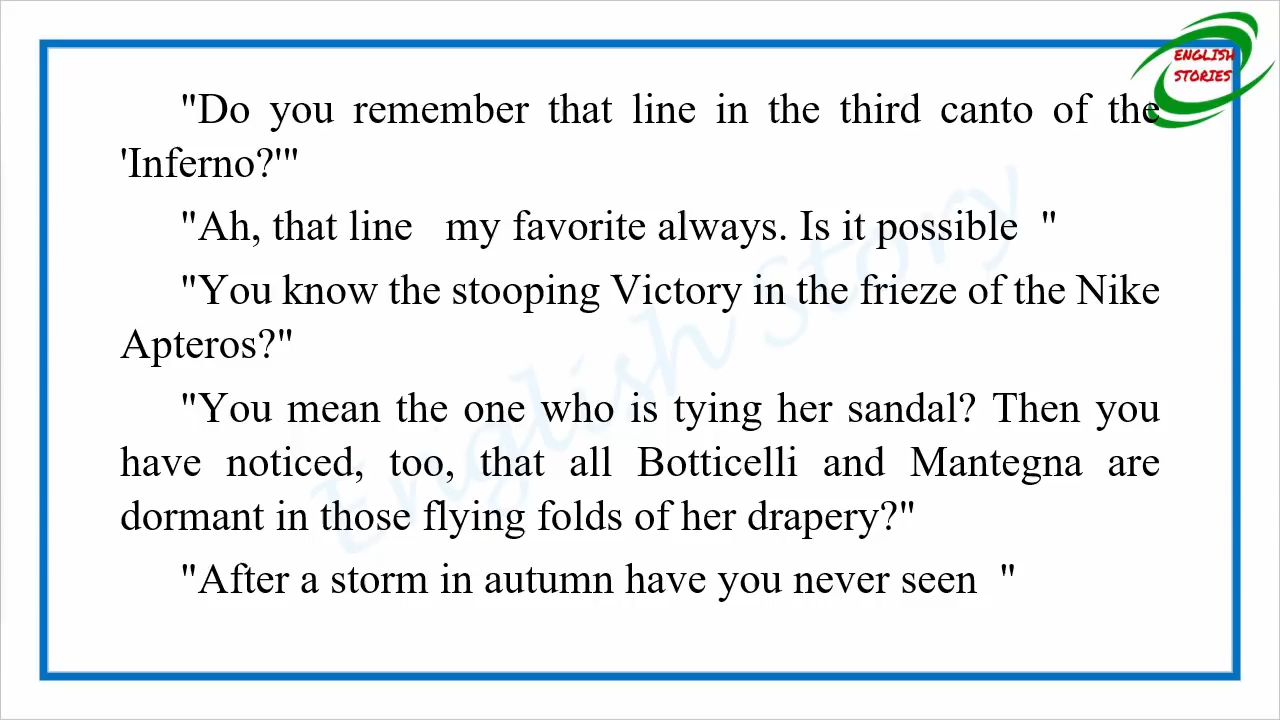 ENGLISH
STORIES
"Do you remember that line in the third canto of the
'Inferno?'"
"Ah, that line   my favorite always. Is it possible  "
"You know the stooping Victory in the frieze of the Nike
Apteros?"
"You mean the one who is tying her sandal? Then you
have noticed, too, that all Botticelli and Mantegna are
dormant in those flying folds of her drapery?"
"After a storm in autumn have you never seen  "
English Story